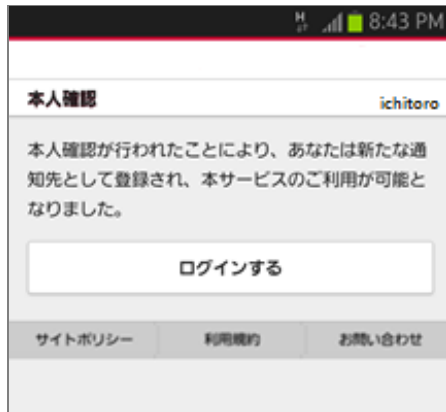 H 8:43 PM
本人確認 ichitoro
本人確認が行われたことにより、あなたは新たな通
知先として登録され、本サービスのご利用が可能と
なりました。
ログインする
サイトポリシー 利用規約 お問い合わせ